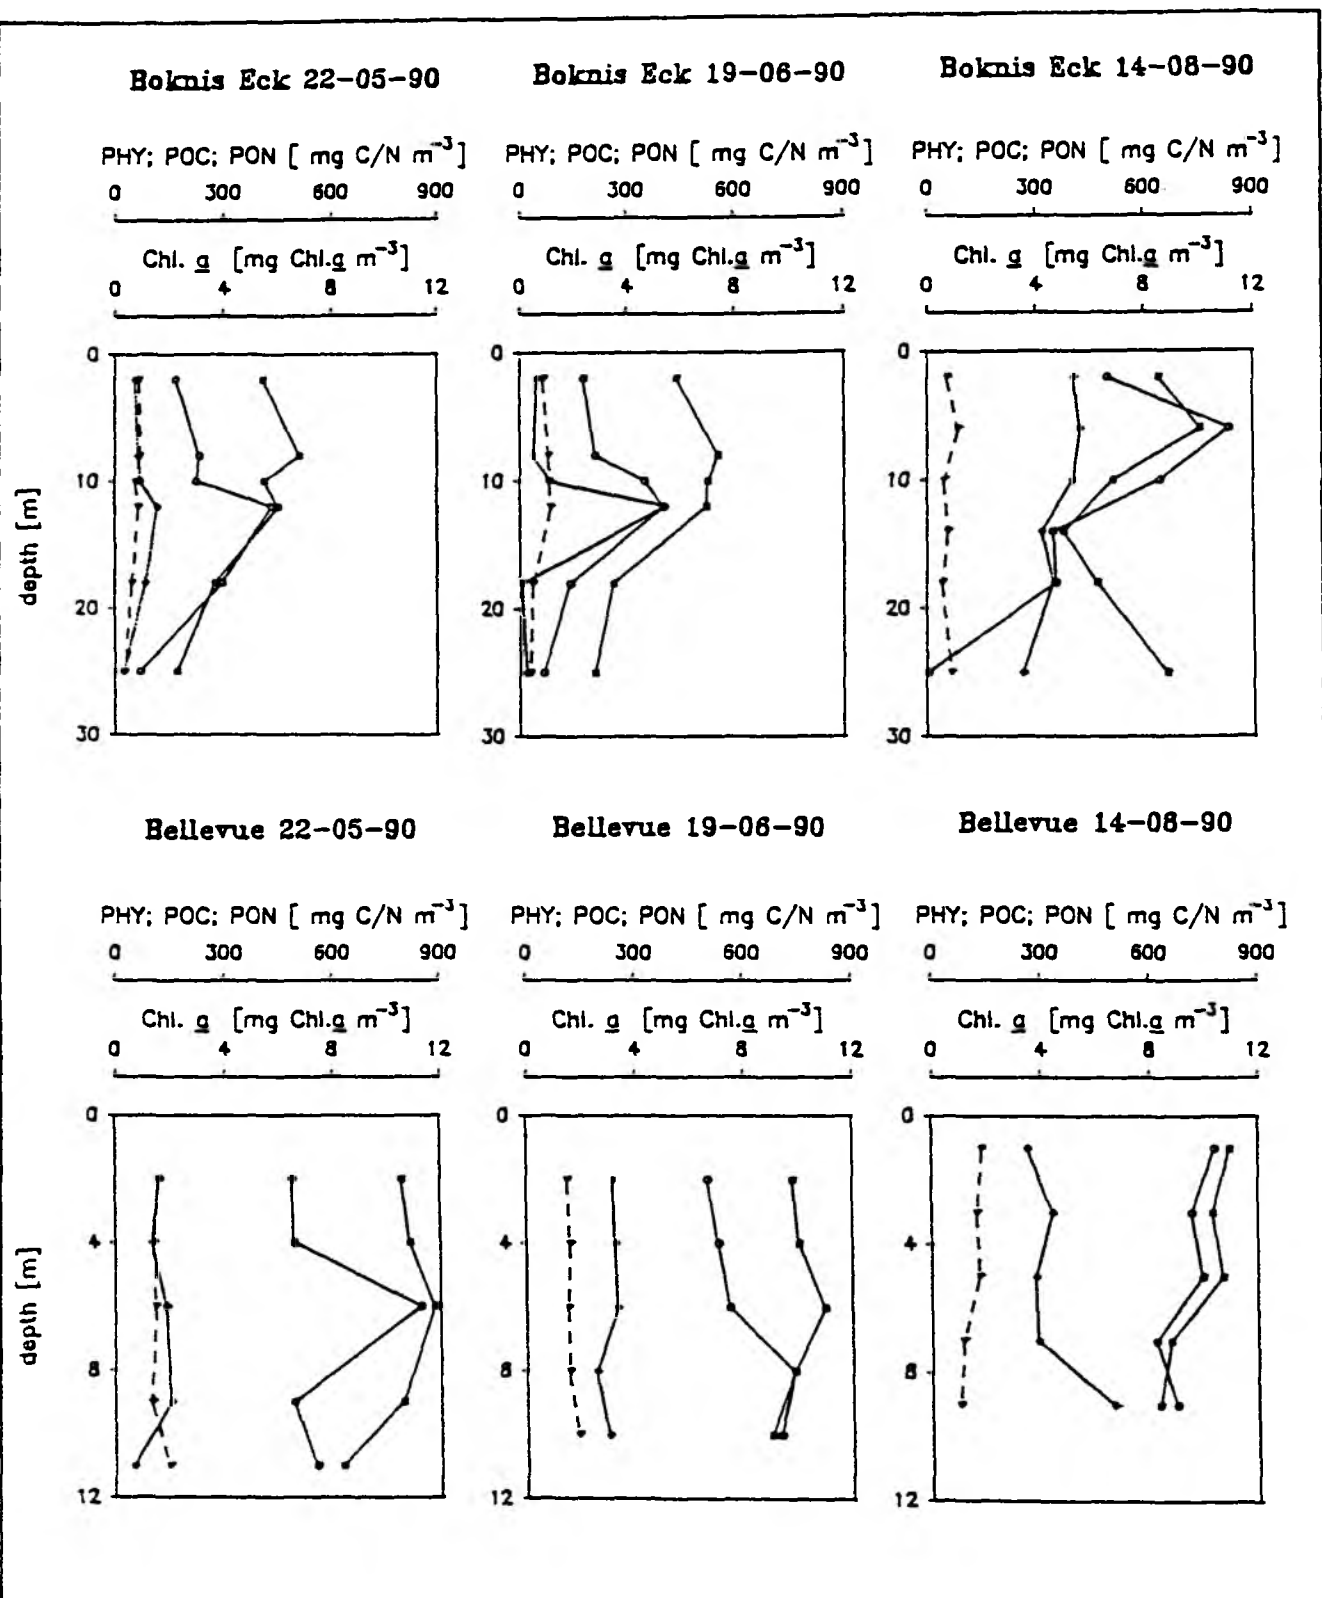 Boknis Eck 22-05-90 Boknis Eck 19-06-90 Boknis Eck 14-08-90
PHY; POC; PON [ mg C/N m⁻³] PHY; POC; PON [ mg C/N m⁻³] PHY; POC; PON [ mg C/N m⁻³]
0 300 600 900 0 300 600 900 0 300 600 900
Chl. a [mg Chl.a m⁻³] Chl. a [mg Chl.a m⁻³] Chl. a [mg Chl.a m⁻³]
0 4 8 12 0 4 8 12 0 4 8 12
0 0 0
10 10 10
depth [m]
20 20 20
30 30 30
Bellevue 22-05-90 Bellevue 19-06-90 Bellevue 14-08-90
PHY; POC; PON [ mg C/N m⁻³] PHY; POC; PON [ mg C/N m⁻³] PHY; POC; PON [ mg C/N m⁻³]
0 300 600 900 0 300 600 900 0 300 600 900
Chl. a [mg Chl.a m⁻³] Chl. a [mg Chl.a m⁻³] Chl. a [mg Chl.a m⁻³]
0 4 8 12 0 4 8 12 0 4 8 12
0 0 0
4 4 4
depth [m]
8 8 8
12 12 12